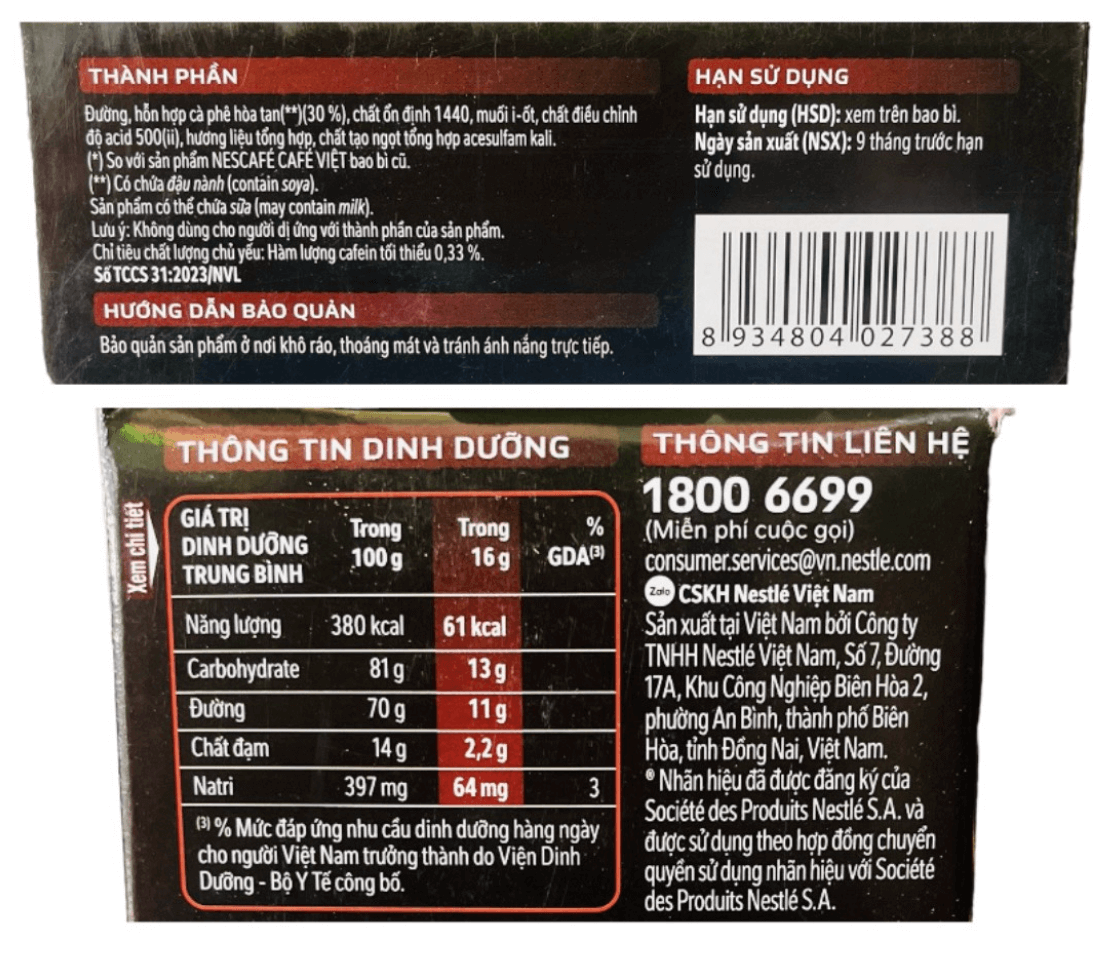 THÀNH PHẦN
Đường, hỗn hợp cà phê hòa tan(**)(30 %), chất ổn định 1440, muối i-ốt, chất điều chỉnh
độ acid 500(ii), hương liệu tổng hợp, chất tạo ngọt tổng hợp acesulfam kali.
(*) So với sản phẩm NESCAFÉ CAFÉ VIỆT bao bì cũ.
(**) Có chứa đậu nành (contain soya).
Sản phẩm có thể chứa sữa (may contain milk).
Lưu ý: Không dùng cho người dị ứng với thành phần của sản phẩm.
Chỉ tiêu chất lượng chủ yếu: Hàm lượng cafein tối thiểu 0,33 %.
Số TCCS 31:2023/NVL
HƯỚNG DẪN BẢO QUẢN
Bảo quản sản phẩm ở nơi khô ráo, thoáng mát và tránh ánh nắng trực tiếp.
HẠN SỬ DỤNG
Hạn sử dụng (HSD): xem trên bao bì.
Ngày sản xuất (NSX): 9 tháng trước hạn
sử dụng.
8 934804 027388
Xem chi tiết
THÔNG TIN DINH DƯỠNG
GIÁ TRỊ DINH DƯỠNG TRUNG BÌNH Trong 100 g Trong 16 g % GDA(3)
Năng lượng 380 kcal 61 kcal
Carbohydrate 81 g 13 g
Đường 70 g 11 g
Chất đạm 14 g 2,2 g
Natri 397 mg 64 mg 3
(3) % Mức đáp ứng nhu cầu dinh dưỡng hàng ngày
cho người Việt Nam trưởng thành do Viện Dinh
Dưỡng - Bộ Y Tế công bố.
THÔNG TIN LIÊN HỆ
1800 6699
(Miễn phí cuộc gọi)
consumer.services@vn.nestle.com
Zalo CSKH Nestlé Việt Nam
Sản xuất tại Việt Nam bởi Công ty
TNHH Nestlé Việt Nam, Số 7, Đường
17A, Khu Công Nghiệp Biên Hòa 2,
phường An Bình, thành phố Biên
Hòa, tỉnh Đồng Nai, Việt Nam.
® Nhãn hiệu đã được đăng ký của
Société des Produits Nestlé S.A. và
được sử dụng theo hợp đồng chuyển
quyền sử dụng nhãn hiệu với Société
des Produits Nestlé S.A.